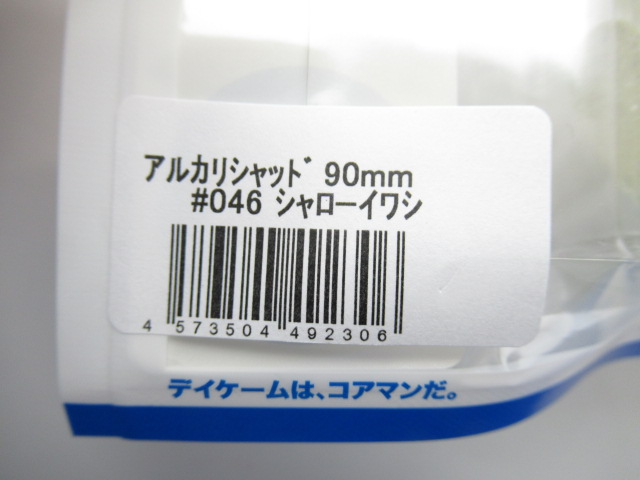 アルカリシャッド 90mm
#046 シャローイワシ
4 573504 492306
デイゲームは、コアマンだ。